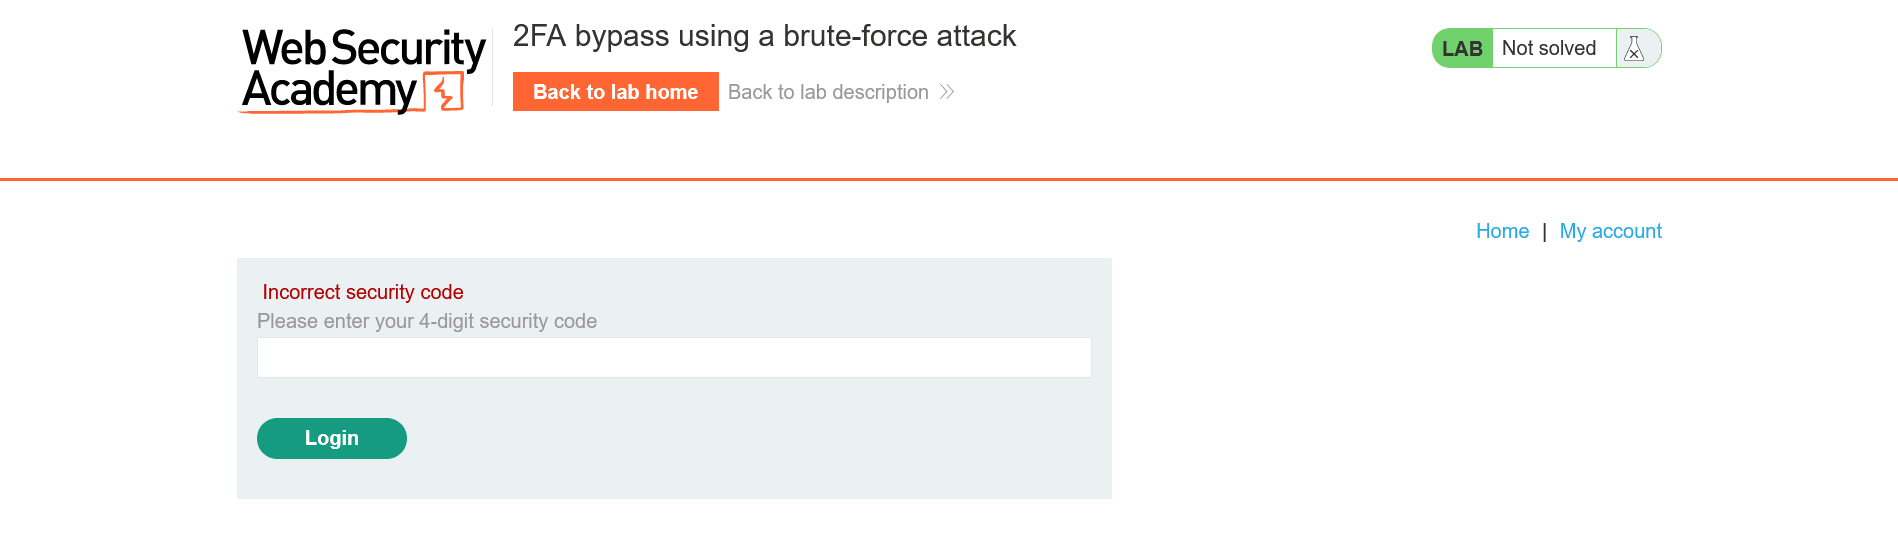 Web Security
Academy
2FA bypass using a brute-force attack
Back to lab home
Back to lab description
LAB
Not solved
Home | My account
Incorrect security code
Please enter your 4-digit security code
Login